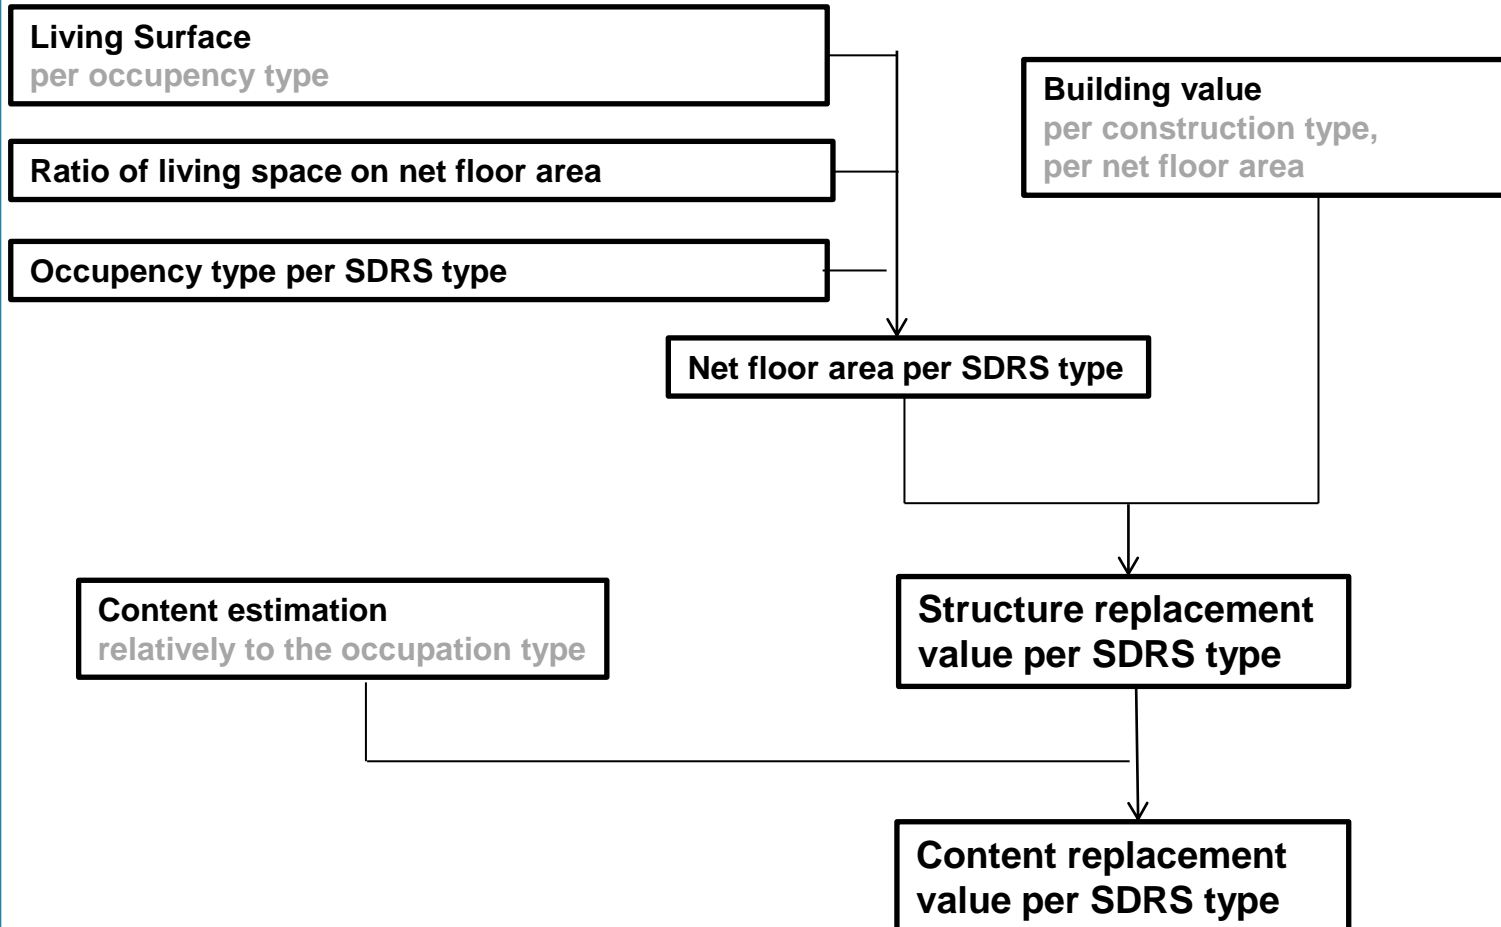 Living Surface
per occupency type
Building value
per construction type,
per net floor area
Ratio of living space on net floor area
Occupency type per SDRS type
Net floor area per SDRS type
Content estimation
relatively to the occupation type
Structure replacement
value per SDRS type
Content replacement
value per SDRS type